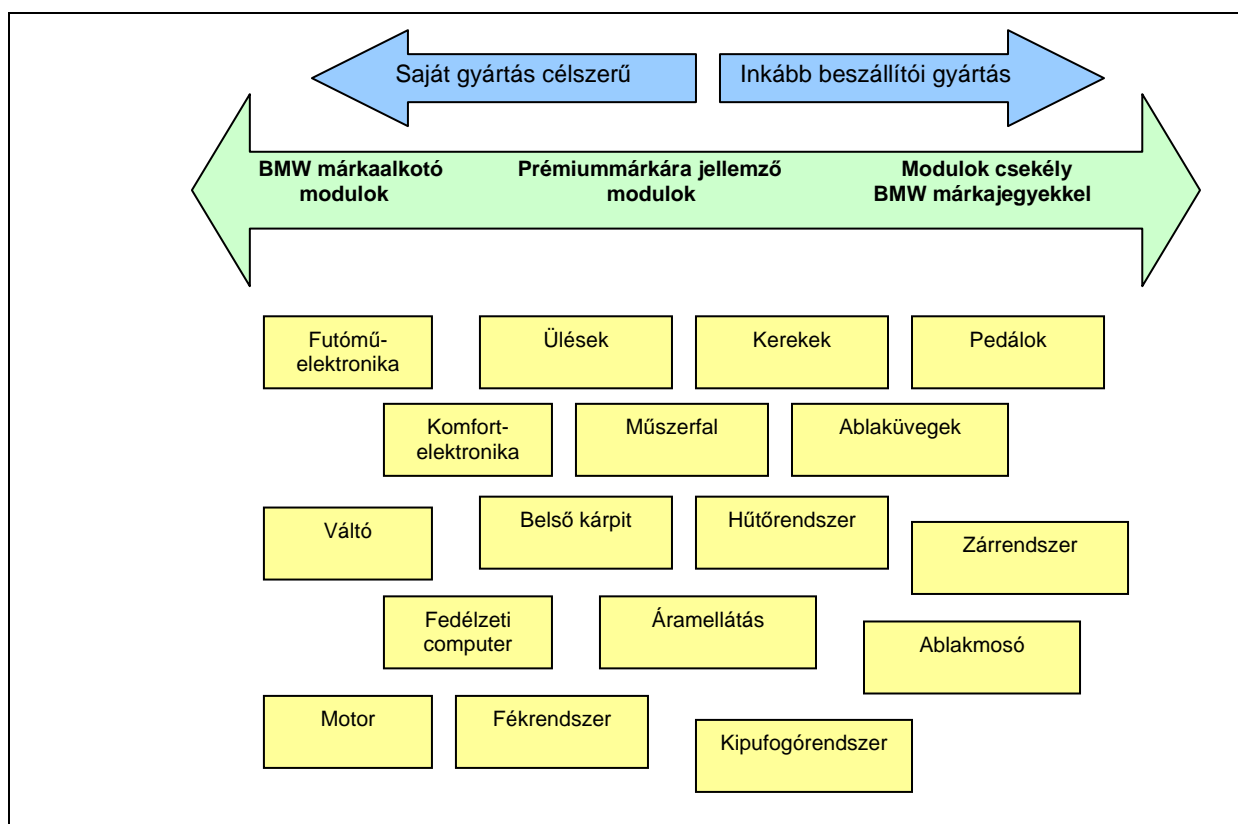 Saját gyártás célszerű
Inkább beszállítói gyártás
BMW márkaalkotó
modulok
Prémiummárkára jellemző
modulok
Modulok csekély
BMW márkajegyekkel
Futómű-
elektronika
Ülések
Kerekek
Pedálok
Komfort-
elektronika
Műszerfal
Ablaküvegek
Váltó
Belső kárpit
Hűtőrendszer
Zárrendszer
Fedélzeti
computer
Áramellátás
Ablakmosó
Motor
Fékrendszer
Kipufogórendszer